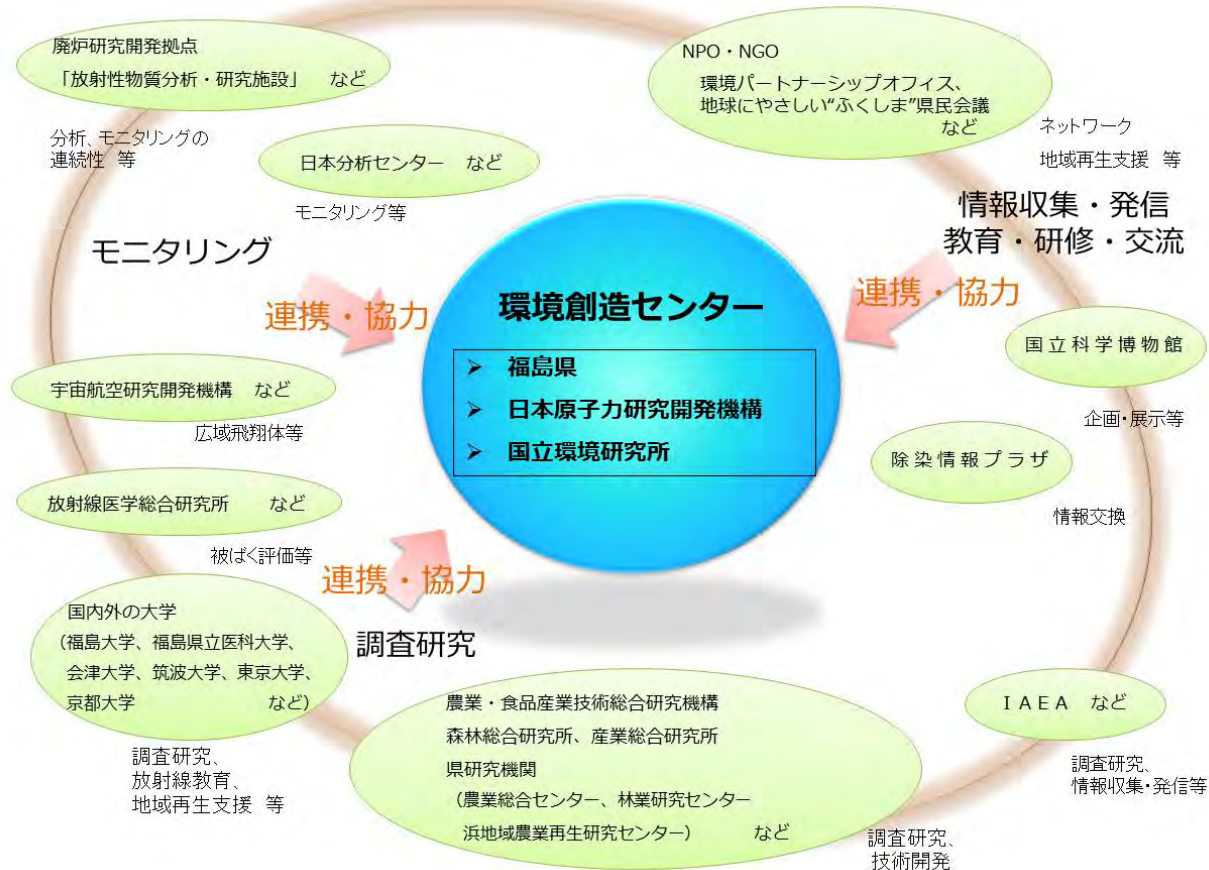 廃炉研究開発拠点
「放射性物質分析・研究施設」 など
分析、モニタリングの
連続性 等
日本分析センター など
モニタリング等
モニタリング
連携・協力
NPO・NGO
環境パートナーシップオフィス、
地球にやさしい“ふくしま”県民会議
など
ネットワーク
地域再生支援 等
情報収集・発信
教育・研修・交流
連携・協力
環境創造センター
➢ 福島県
➢ 日本原子力研究開発機構
➢ 国立環境研究所
国立科学博物館
企画・展示等
除染情報プラザ
情報交換
宇宙航空研究開発機構 など
広域飛翔体等
放射線医学総合研究所 など
被ばく評価等
連携・協力
調査研究
国内外の大学
(福島大学、福島県立医科大学、
会津大学、筑波大学、東京大学、
京都大学 など)
調査研究、
放射線教育、
地域再生支援 等
農業・食品産業技術総合研究機構
森林総合研究所、産業総合研究所
県研究機関
(農業総合センター、林業研究センター
浜地域農業再生研究センター) など
調査研究、
技術開発
IAEA など
調査研究、
情報収集・発信等